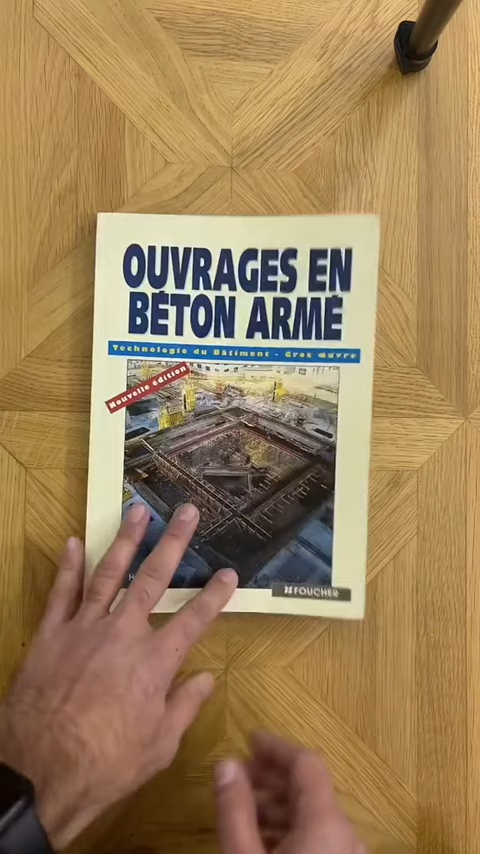 OUVRAGES EN
BÉTON ARMÉ
Technologie du Bâtiment - Gros œuvre
Nouvelle édition
FOUCHER